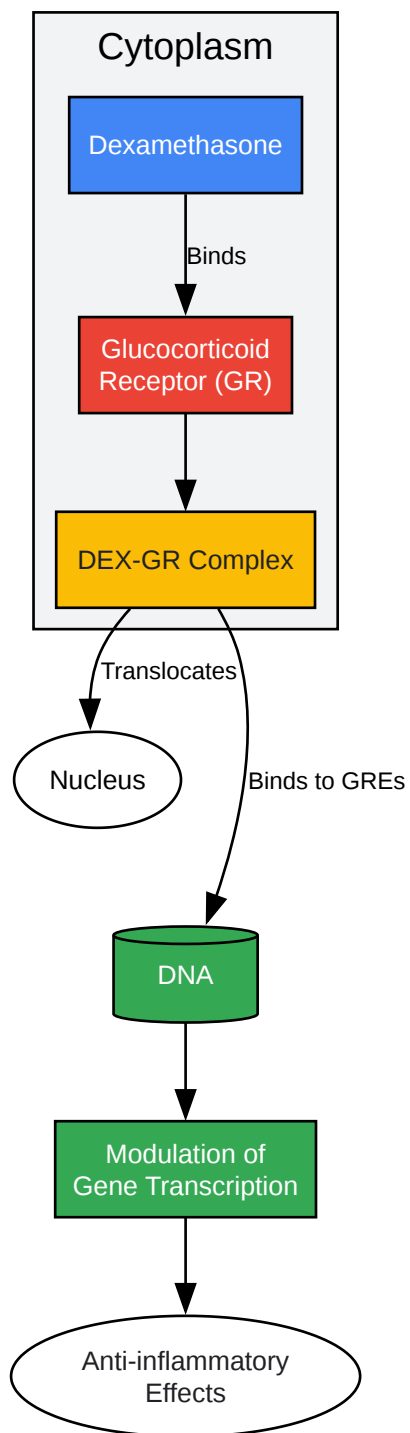 Cytoplasm
Dexamethasone
Binds
Glucocorticoid
Receptor (GR)
DEX-GR Complex
Translocates
Nucleus
Binds to GREs
DNA
Modulation of
Gene Transcription
Anti-inflammatory
Effects